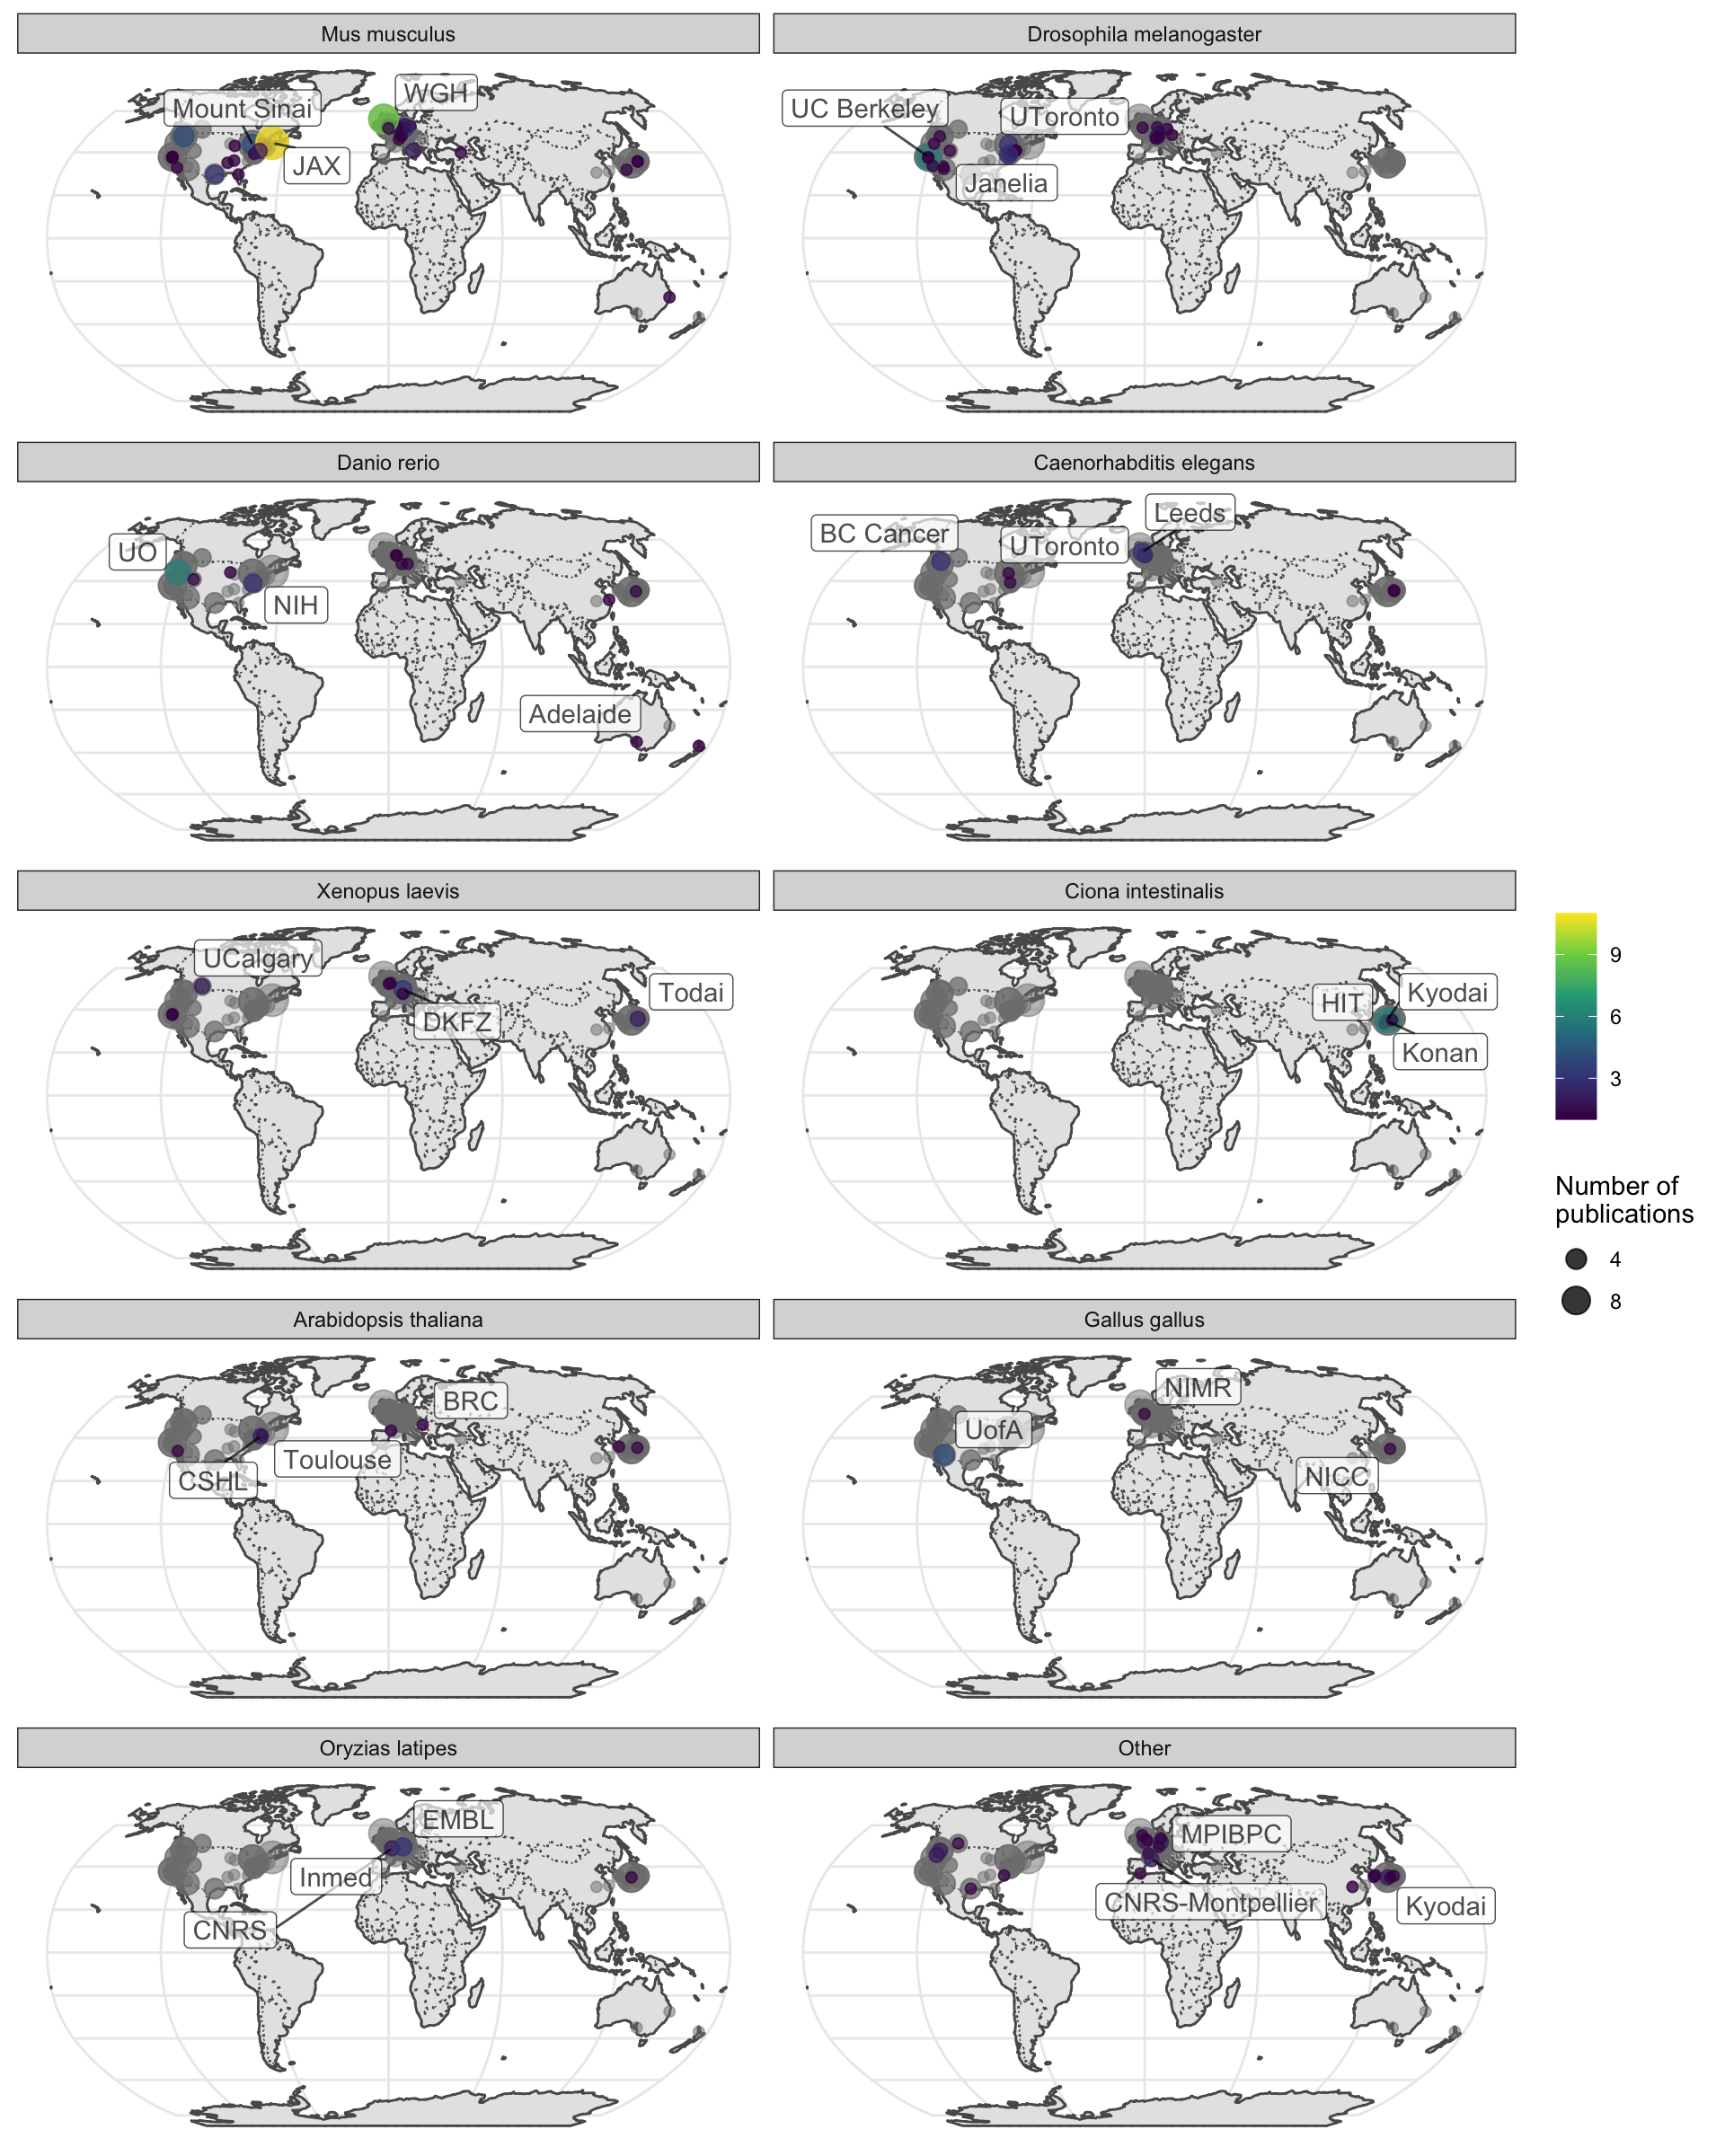 Mus musculus
Drosophila melanogaster
Mount Sinai
WGH
JAX
UC Berkeley
UToronto
Janelia
Danio rerio
Caenorhabditis elegans
UO
NIH
Adelaide
BC Cancer
UToronto
Leeds
Xenopus laevis
Ciona intestinalis
UCalgary
DKFZ
Todai
HIT
Kyodai
Konan
9
6
3
Number of
publications
4
8
Arabidopsis thaliana
Gallus gallus
BRC
Toulouse
CSHL
NIMR
UofA
NICC
Oryzias latipes
Other
EMBL
Inmed
CNRS
MPIBPC
CNRS-Montpellier
Kyodai